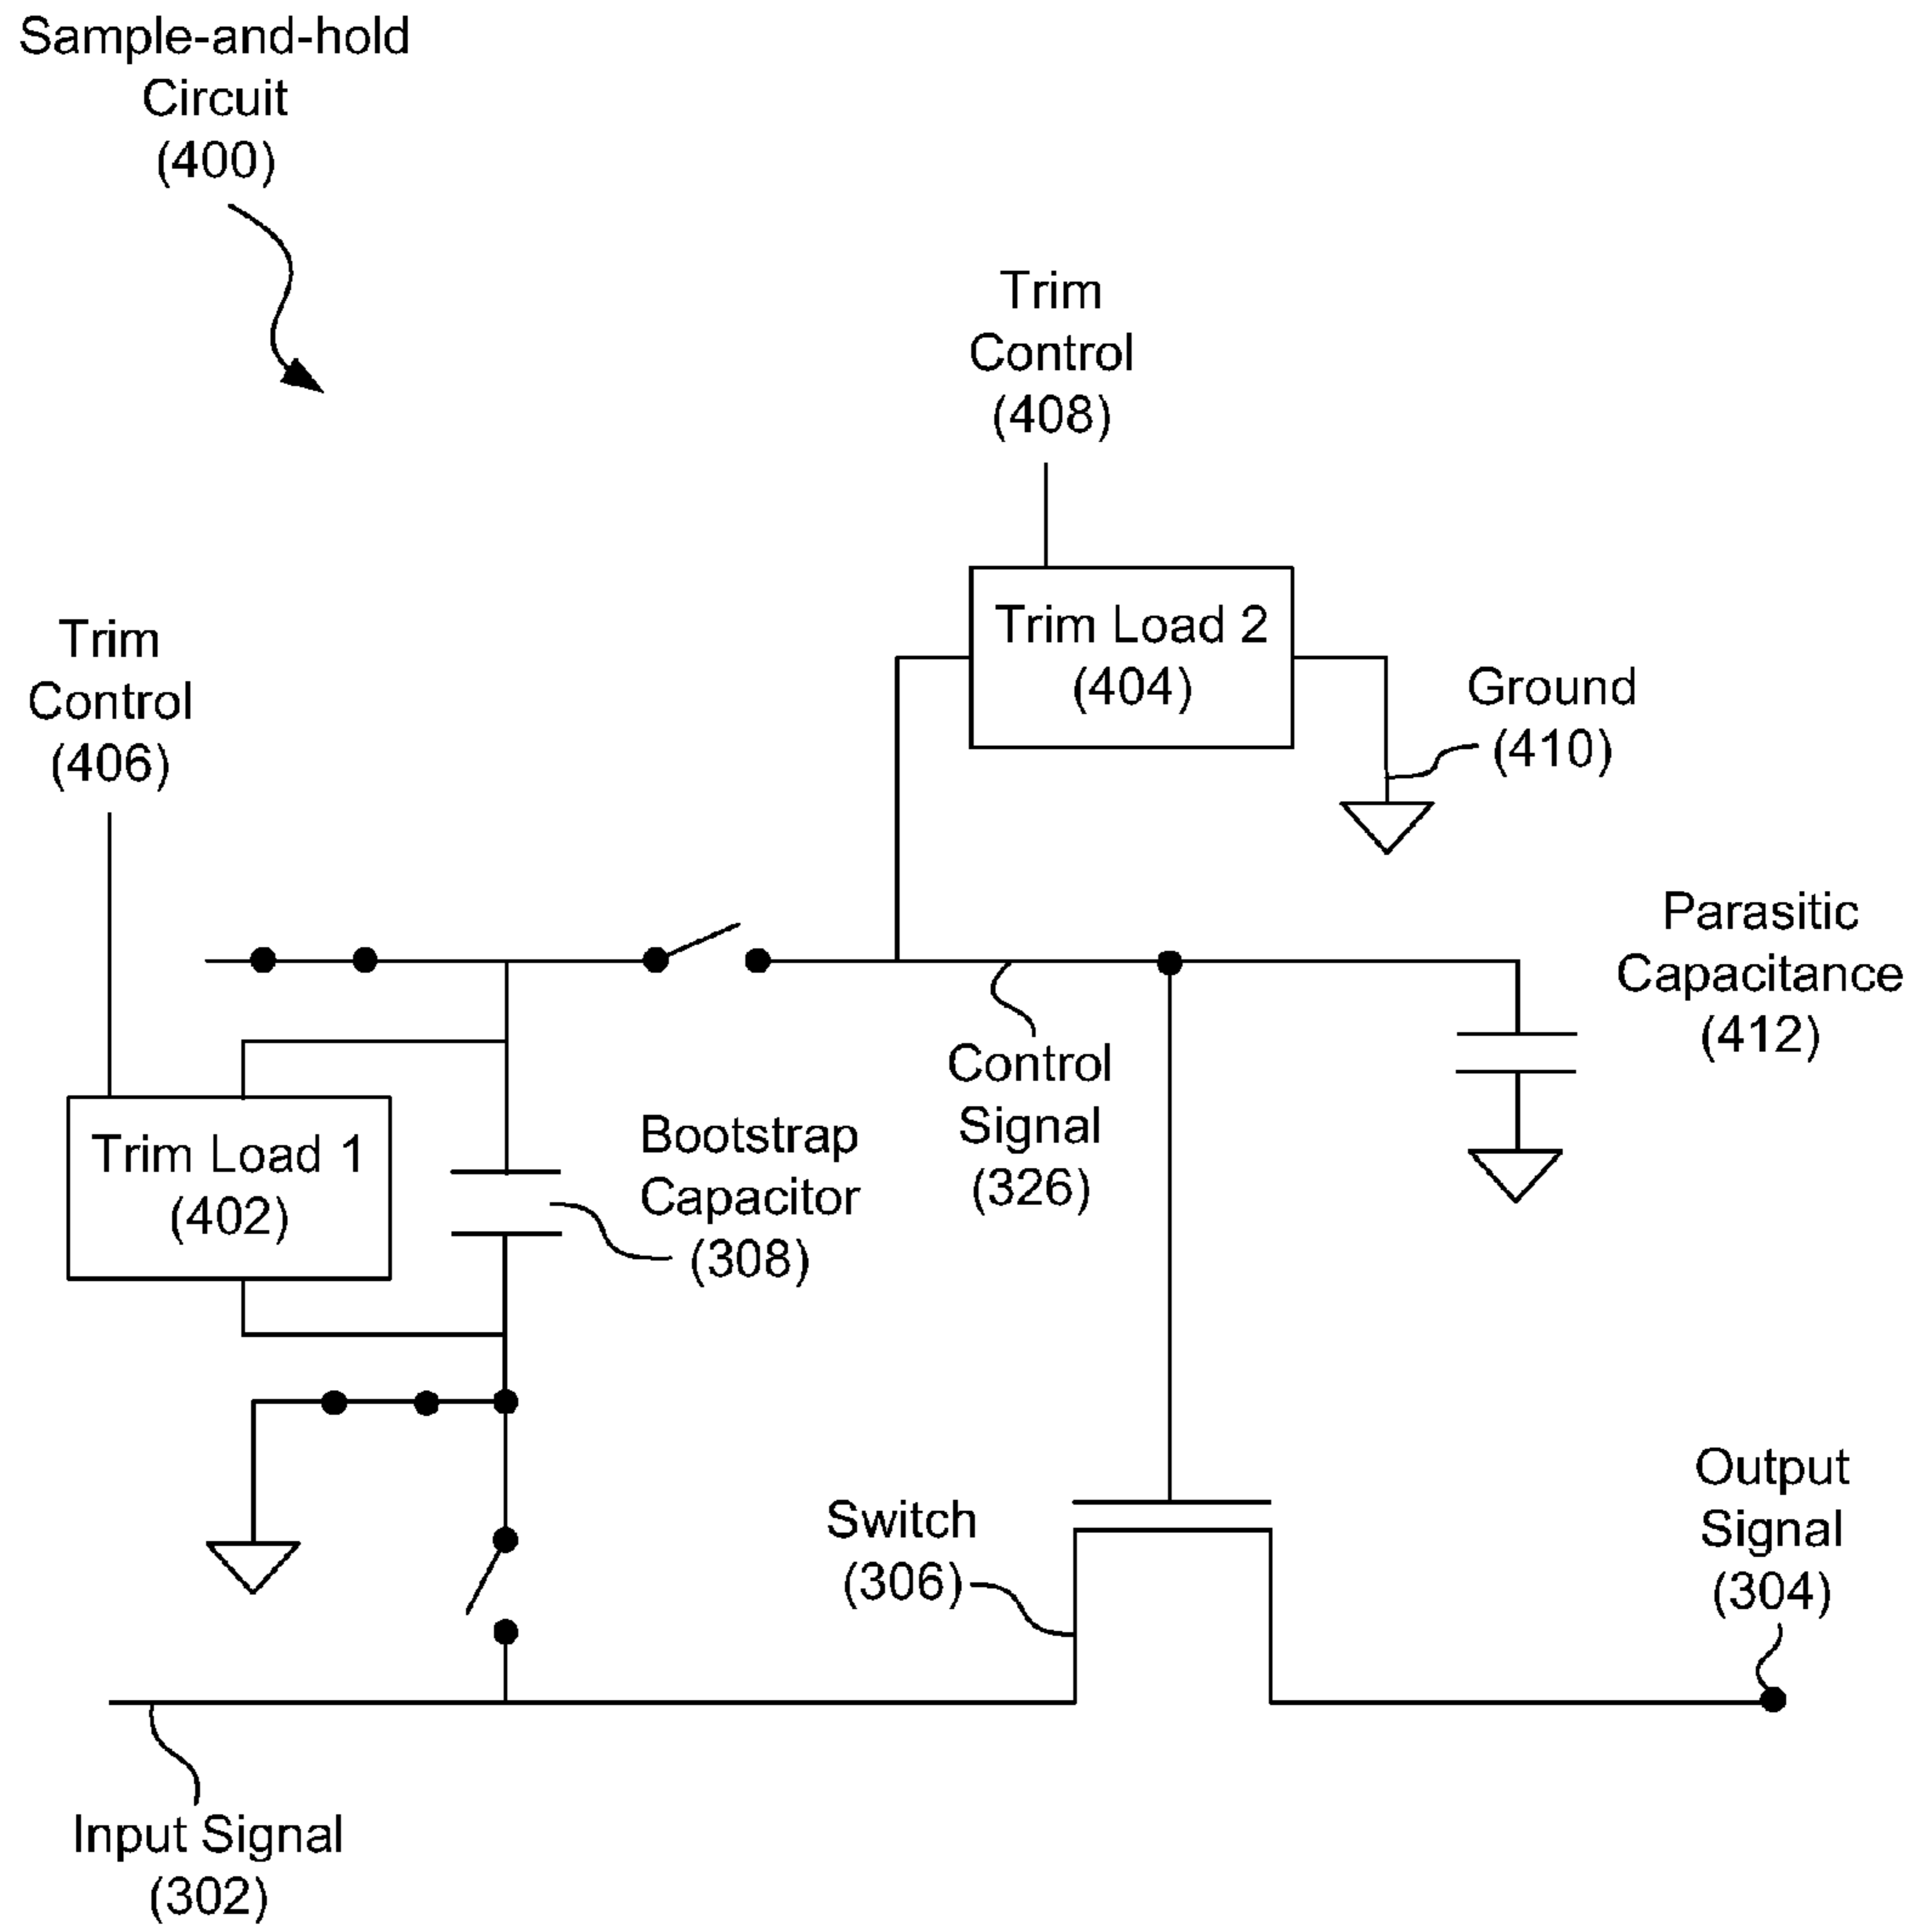 Sample-and-hold
Circuit
(400)
Trim
Control
(408)
Trim Load 2
(404)
Trim
Control
(406)
Ground
(410)
Parasitic
Capacitance
(412)
Control
Signal
(326)
Trim Load 1
(402)
Bootstrap
Capacitor
(308)
Switch
(306)
Output
Signal
(304)
Input Signal
(302)